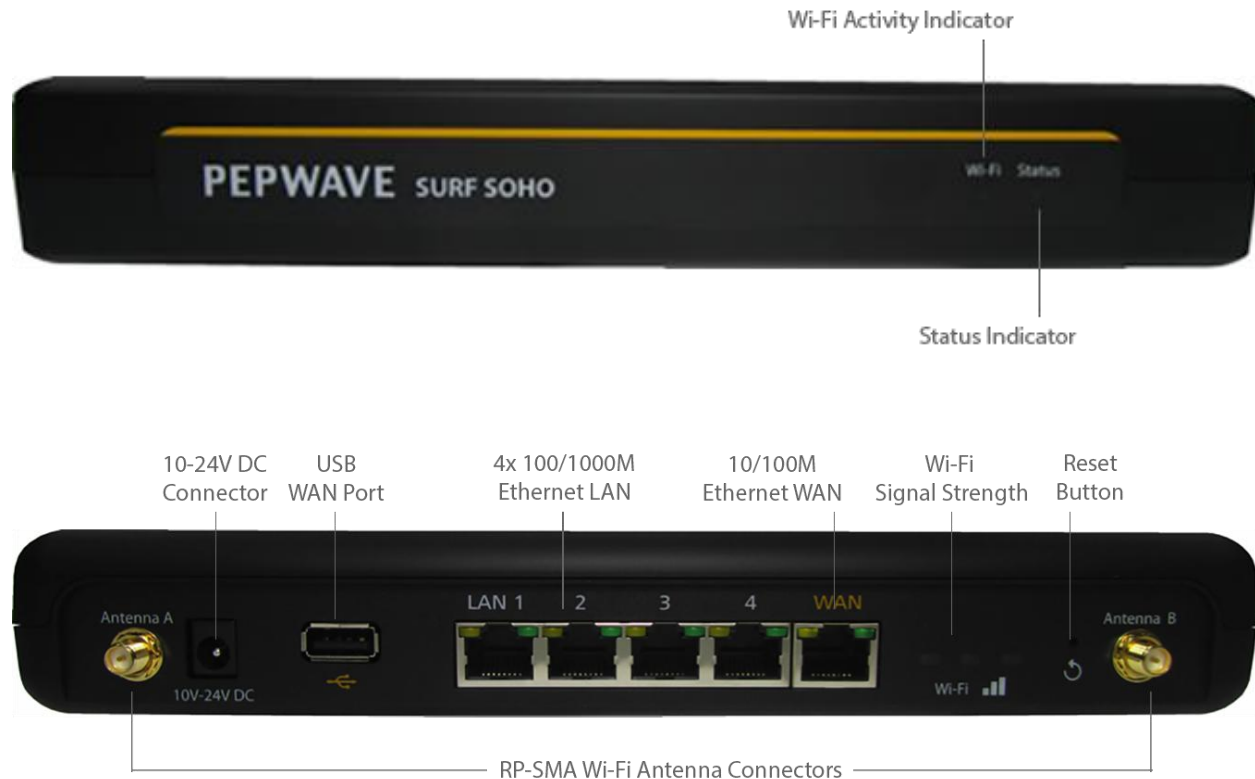 Wi-Fi Activity Indicator
PEPWAVE SURF SOHO
Wi-Fi Status
Status Indicator
10-24V DC
Connector
USB
WAN Port
4x 100/1000M
Ethernet LAN
10/100M
Ethernet WAN
Wi-Fi
Signal Strength
Reset
Button
LAN 1 2 3 4 WAN
Antenna A
Antenna B
10V-24V DC
Wi-Fi
RP-SMA Wi-Fi Antenna Connectors